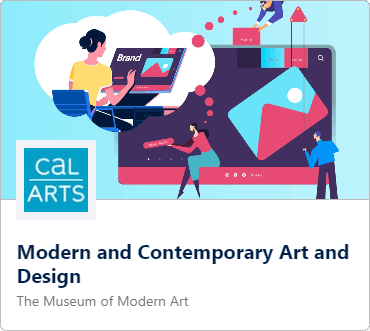 Brand
CAL
ARTS
Modern and Contemporary Art and
Design
The Museum of Modern Art